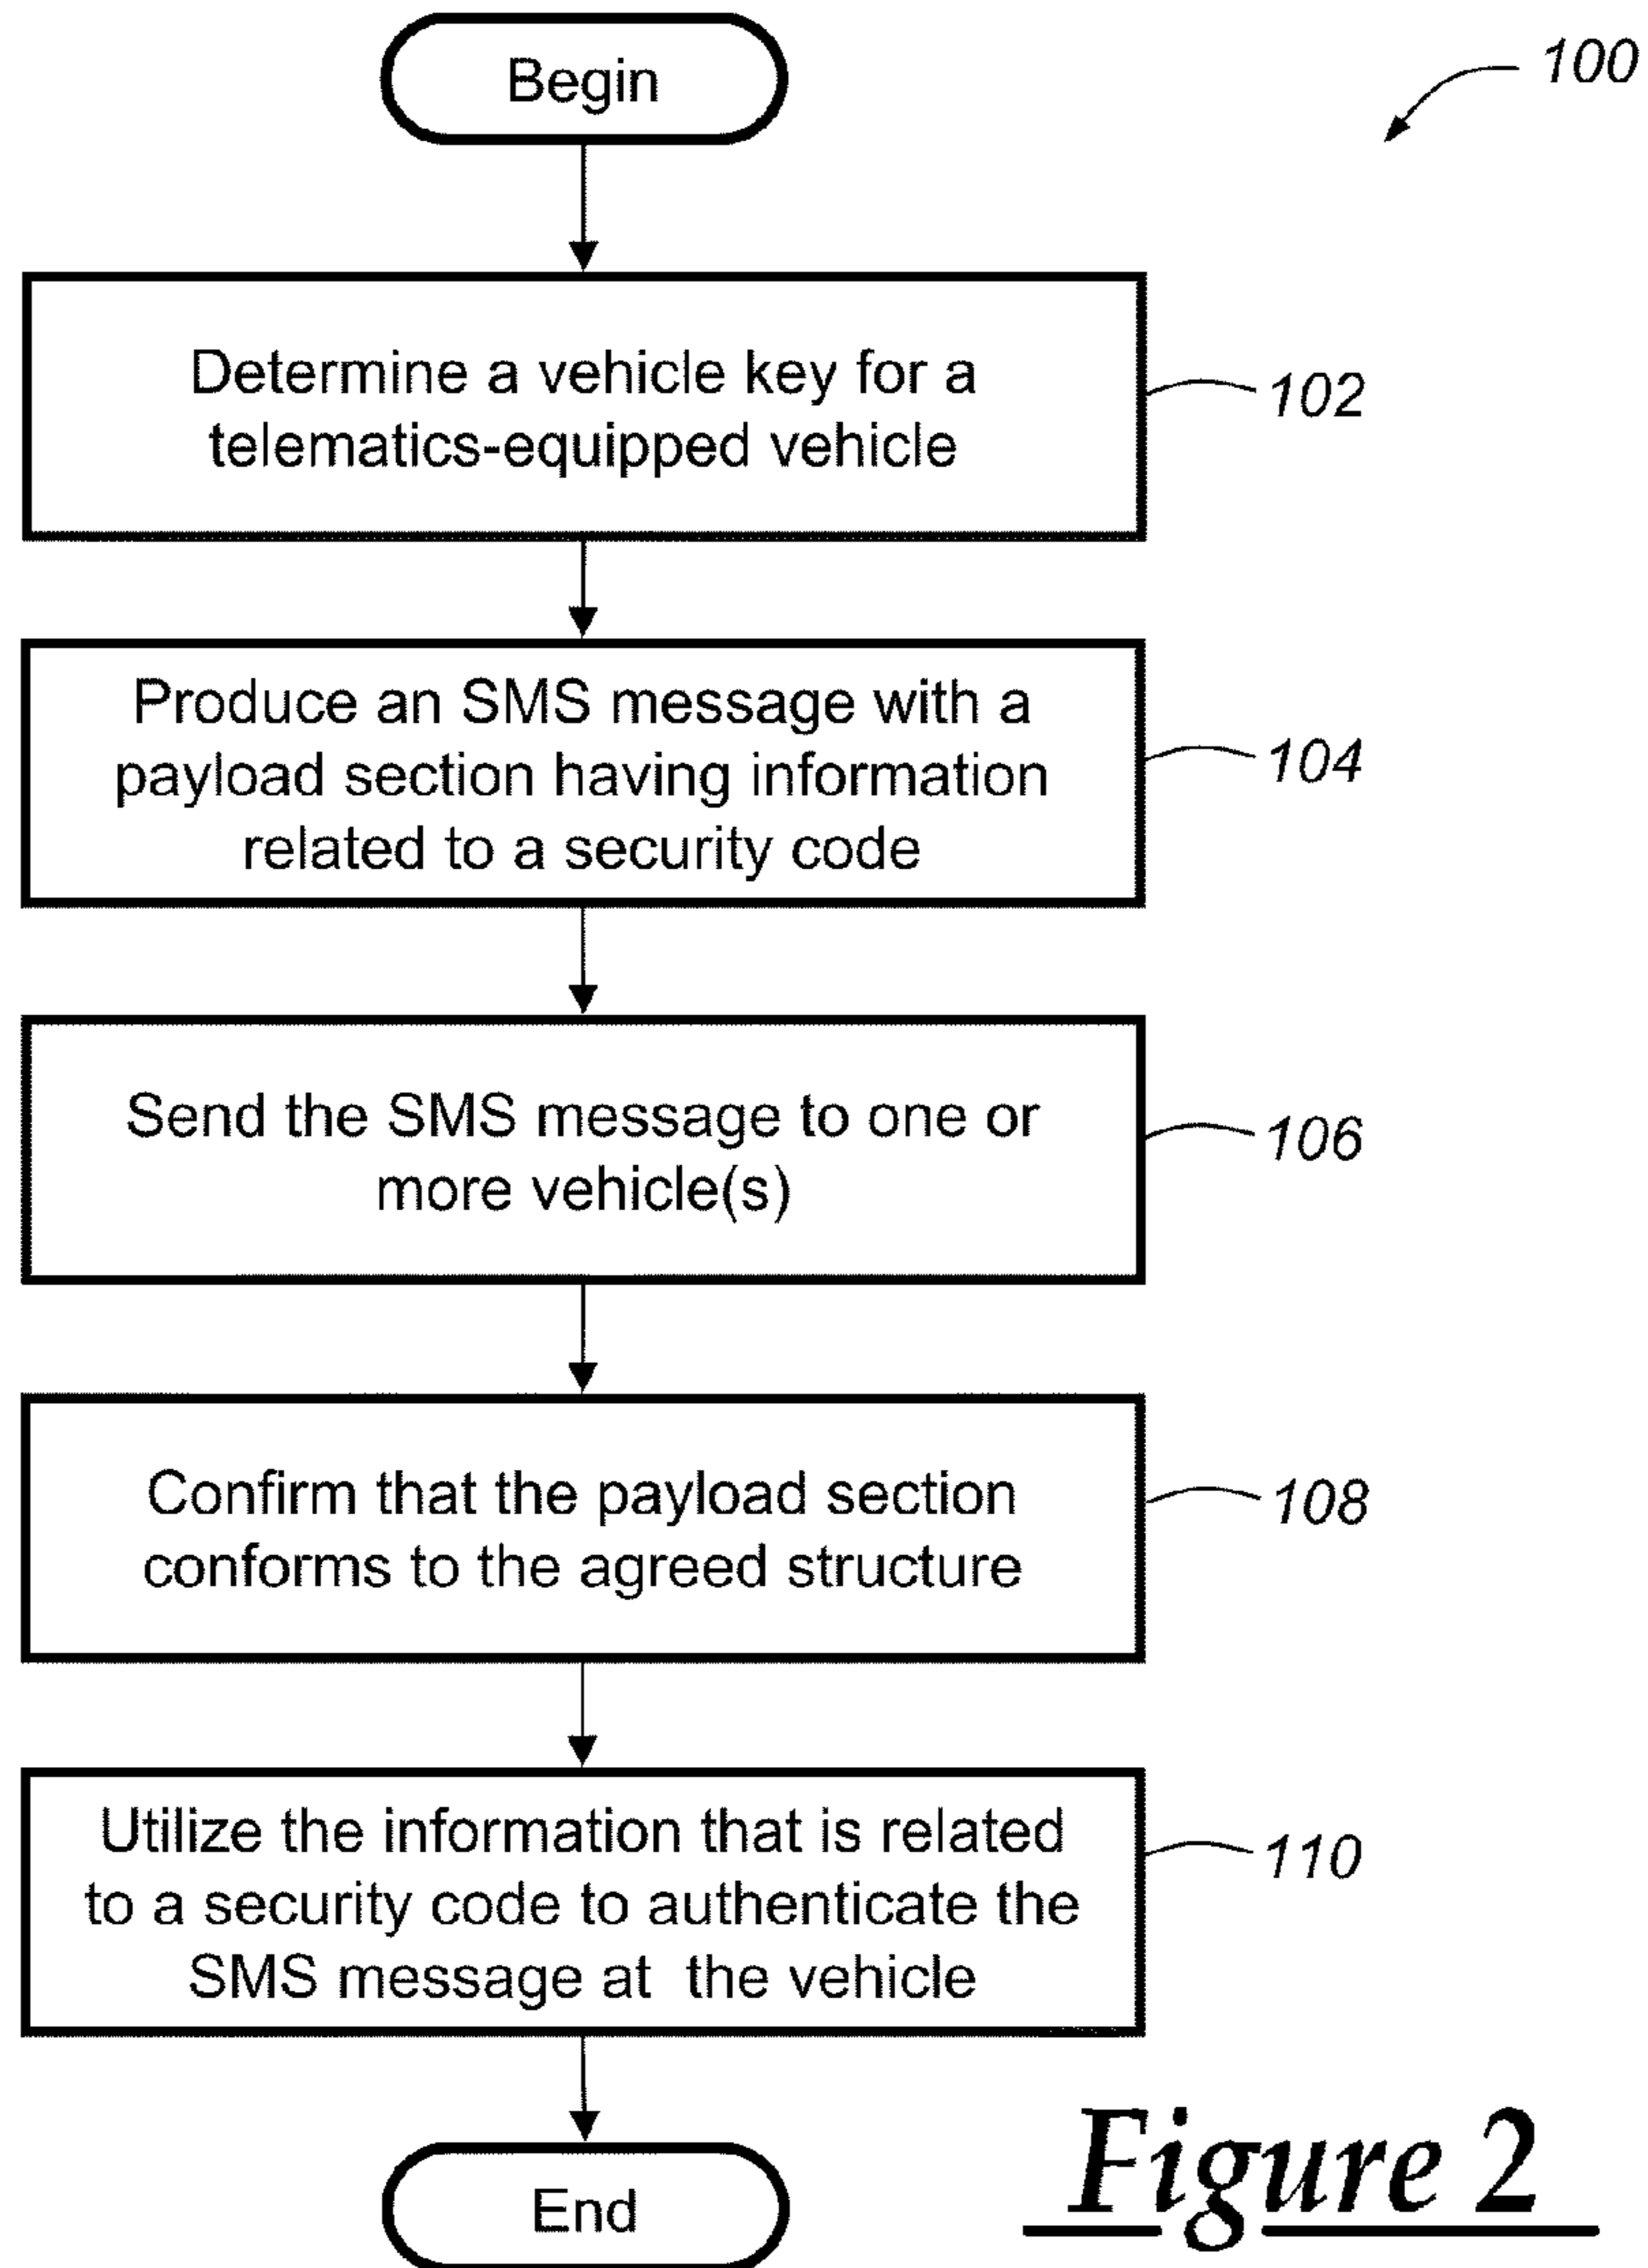 Begin
100
Determine a vehicle key for a
telematics-equipped vehicle
102
Produce an SMS message with a
payload section having information
related to a security code
104
Send the SMS message to one or
more vehicle(s)
106
Confirm that the payload section
conforms to the agreed structure
108
Utilize the information that is related
to a security code to authenticate the
SMS message at the vehicle
110
End
Figure 2